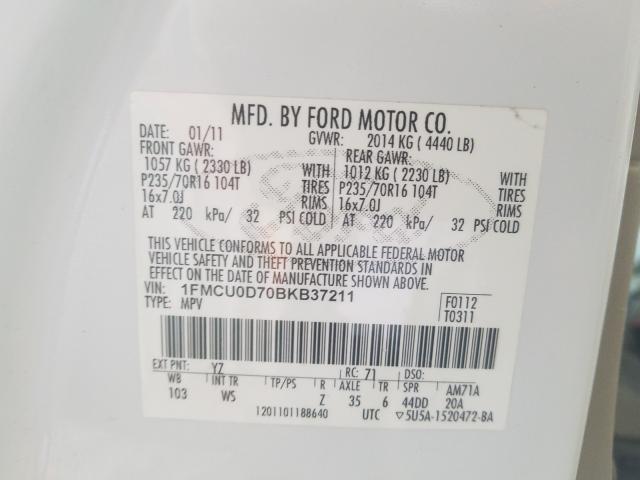 MFD. BY FORD MOTOR CO.
DATE: 01/11 GVWR: 2014 KG ( 4440 LB)
FRONT GAWR: REAR GAWR:
1057 KG ( 2330 LB) WITH 1012 KG ( 2230 LB) WITH
P235/70R16 104T TIRES P235/70R16 104T TIRES
16x7.0J RIMS 16x7.0J RIMS
AT 220 kPa/ 32 PSI COLD AT 220 kPa/ 32 PSI COLD
THIS VEHICLE CONFORMS TO ALL APPLICABLE FEDERAL MOTOR
VEHICLE SAFETY AND THEFT PREVENTION STANDARDS IN
EFFECT ON THE DATE OF MANUFACTURE SHOWN ABOVE.
VIN: 1FMCU0D70BKB37211 F0112
TYPE: MPV T0311
EXT PNT: YZ RC: 71 DSO:
WB INT TR TP/PS R AXLE TR SPR AM71A
103 WS Z 35 6 44DD 20A
1201101188640 UTC ▽5U5A-1520472-BA